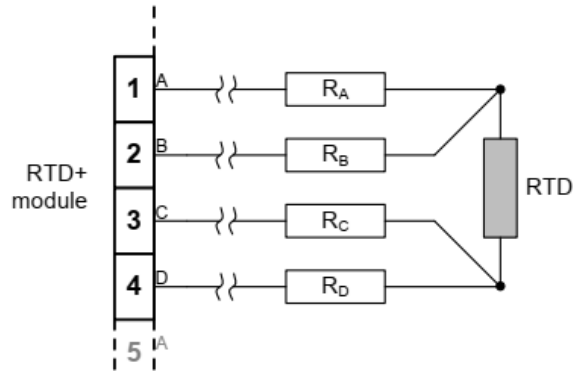 1 A R_A
2 B R_B
RTD+
module
RTD
3 C R_C
4 D R_D
5 A